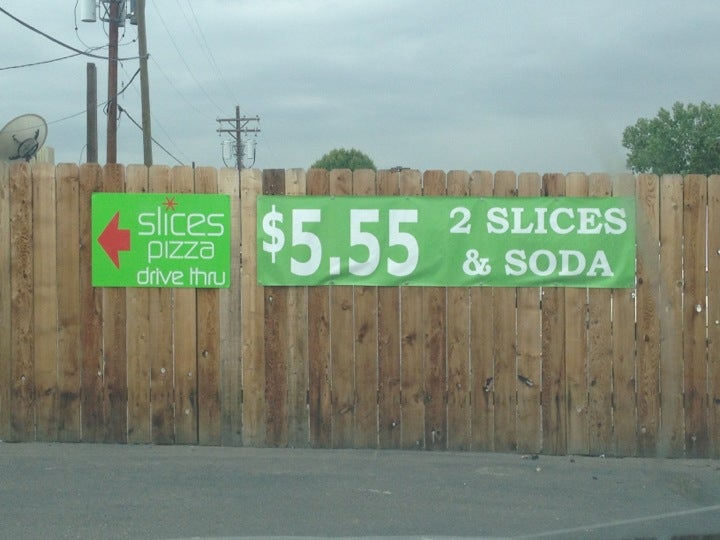 slices
pizza
drive thru
$5.55
2 SLICES
& SODA